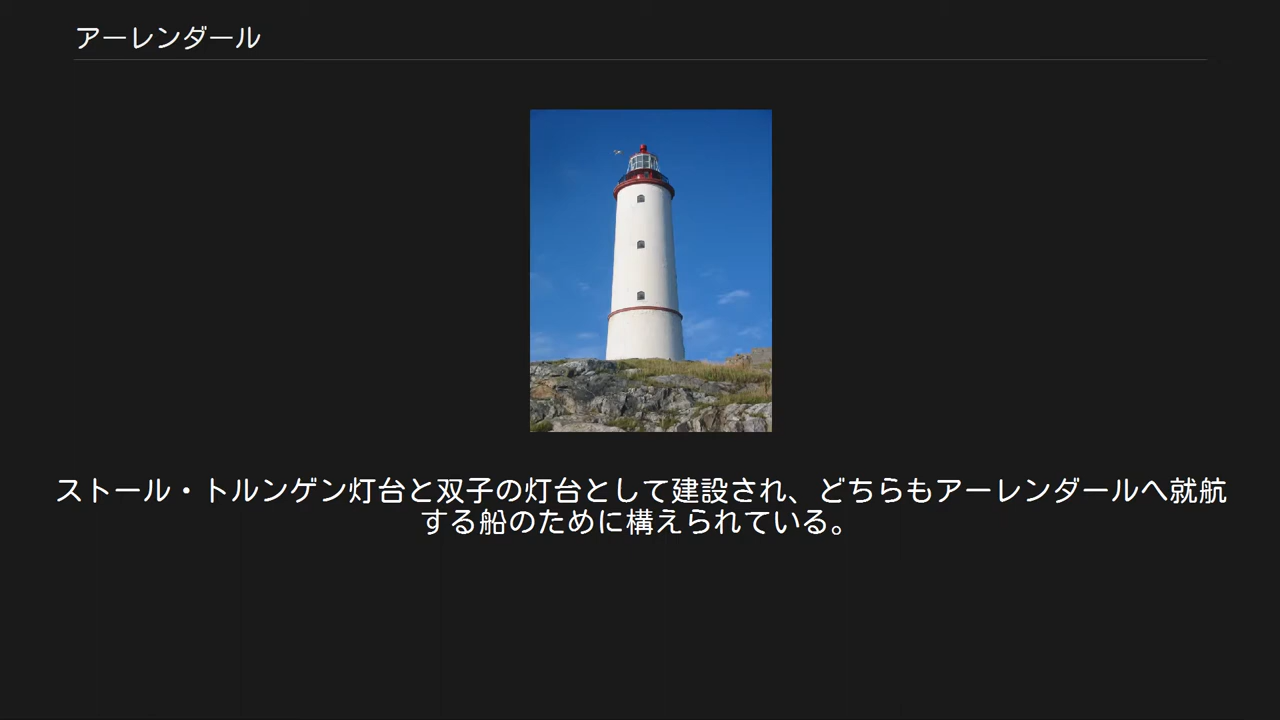 アーレンダール
ストール・トルンゲン灯台と双子の灯台として建設され、どちらもアーレンダールへ就航
する船のために構えられている。